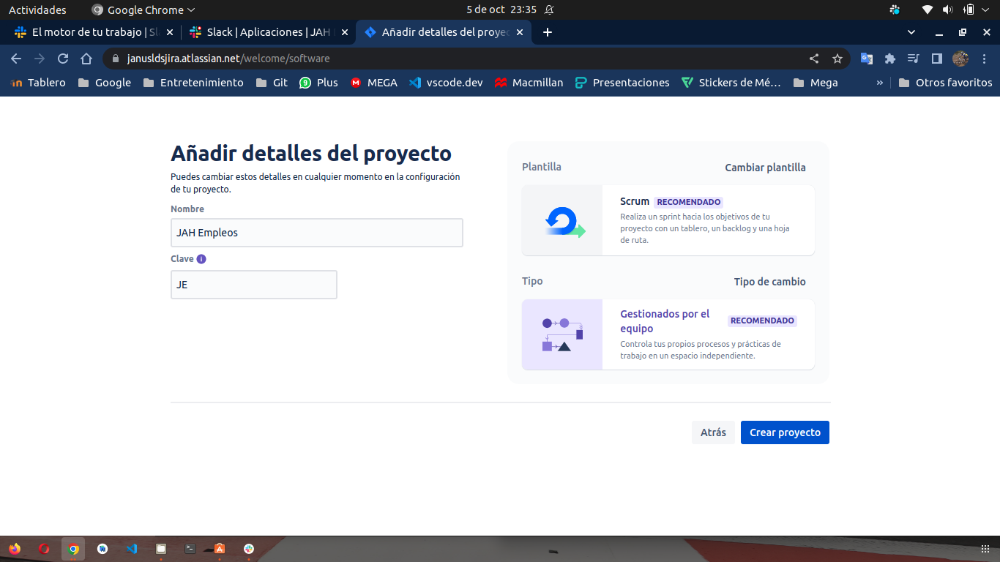 Actividades
Google Chrome
5 de oct 23:35
El motor de tu trabajo | Sl
Slack | Aplicaciones | JAH
Añadir detalles del proyec
janusldsjira.atlassian.net/welcome/software
Tablero
Google
Entretenimiento
Git
9
Plus
M
MEGA
vscode.dev
Macmillan
Presentaciones
Stickers de Mé…
Mega
»
Otros favoritos
Añadir detalles del proyecto
Puedes cambiar estos detalles en cualquier momento en la configuración
de tu proyecto.
Nombre
JAH Empleos
Clave
JE
Plantilla
Cambiar plantilla
Scrum RECOMENDADO
Realiza un sprint hacia los objetivos de tu
proyecto con un tablero, un backlog y una hoja
de ruta.
Tipo
Tipo de cambio
Gestionados por el
equipo
RECOMENDADO
Controla tus propios procesos y prácticas de
trabajo en un espacio independiente.
Atrás
Crear proyecto